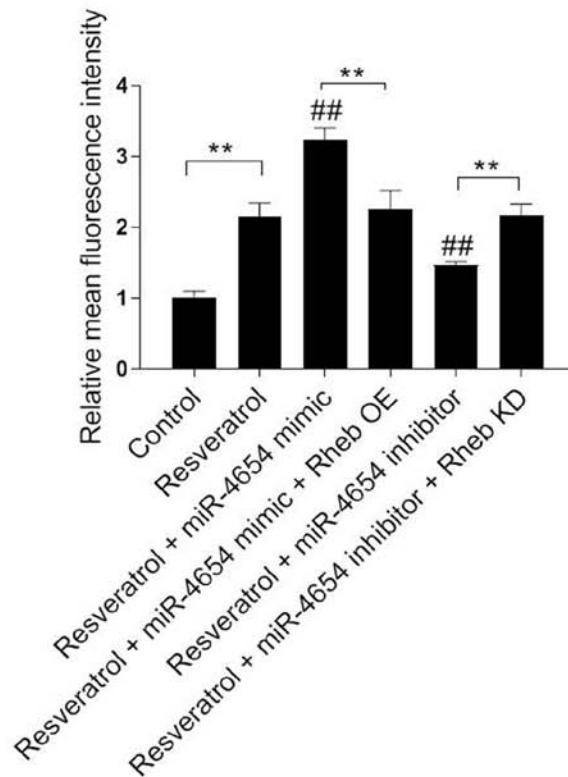 Relative mean fluorescence intensity
4
3
2
1
0
**
##
**
##
**
Control
Resveratrol
Resveratrol + miR-4654 mimic
Resveratrol + miR-4654 mimic + Rheb OE
Resveratrol + miR-4654 inhibitor
Resveratrol + miR-4654 inhibitor + Rheb KD